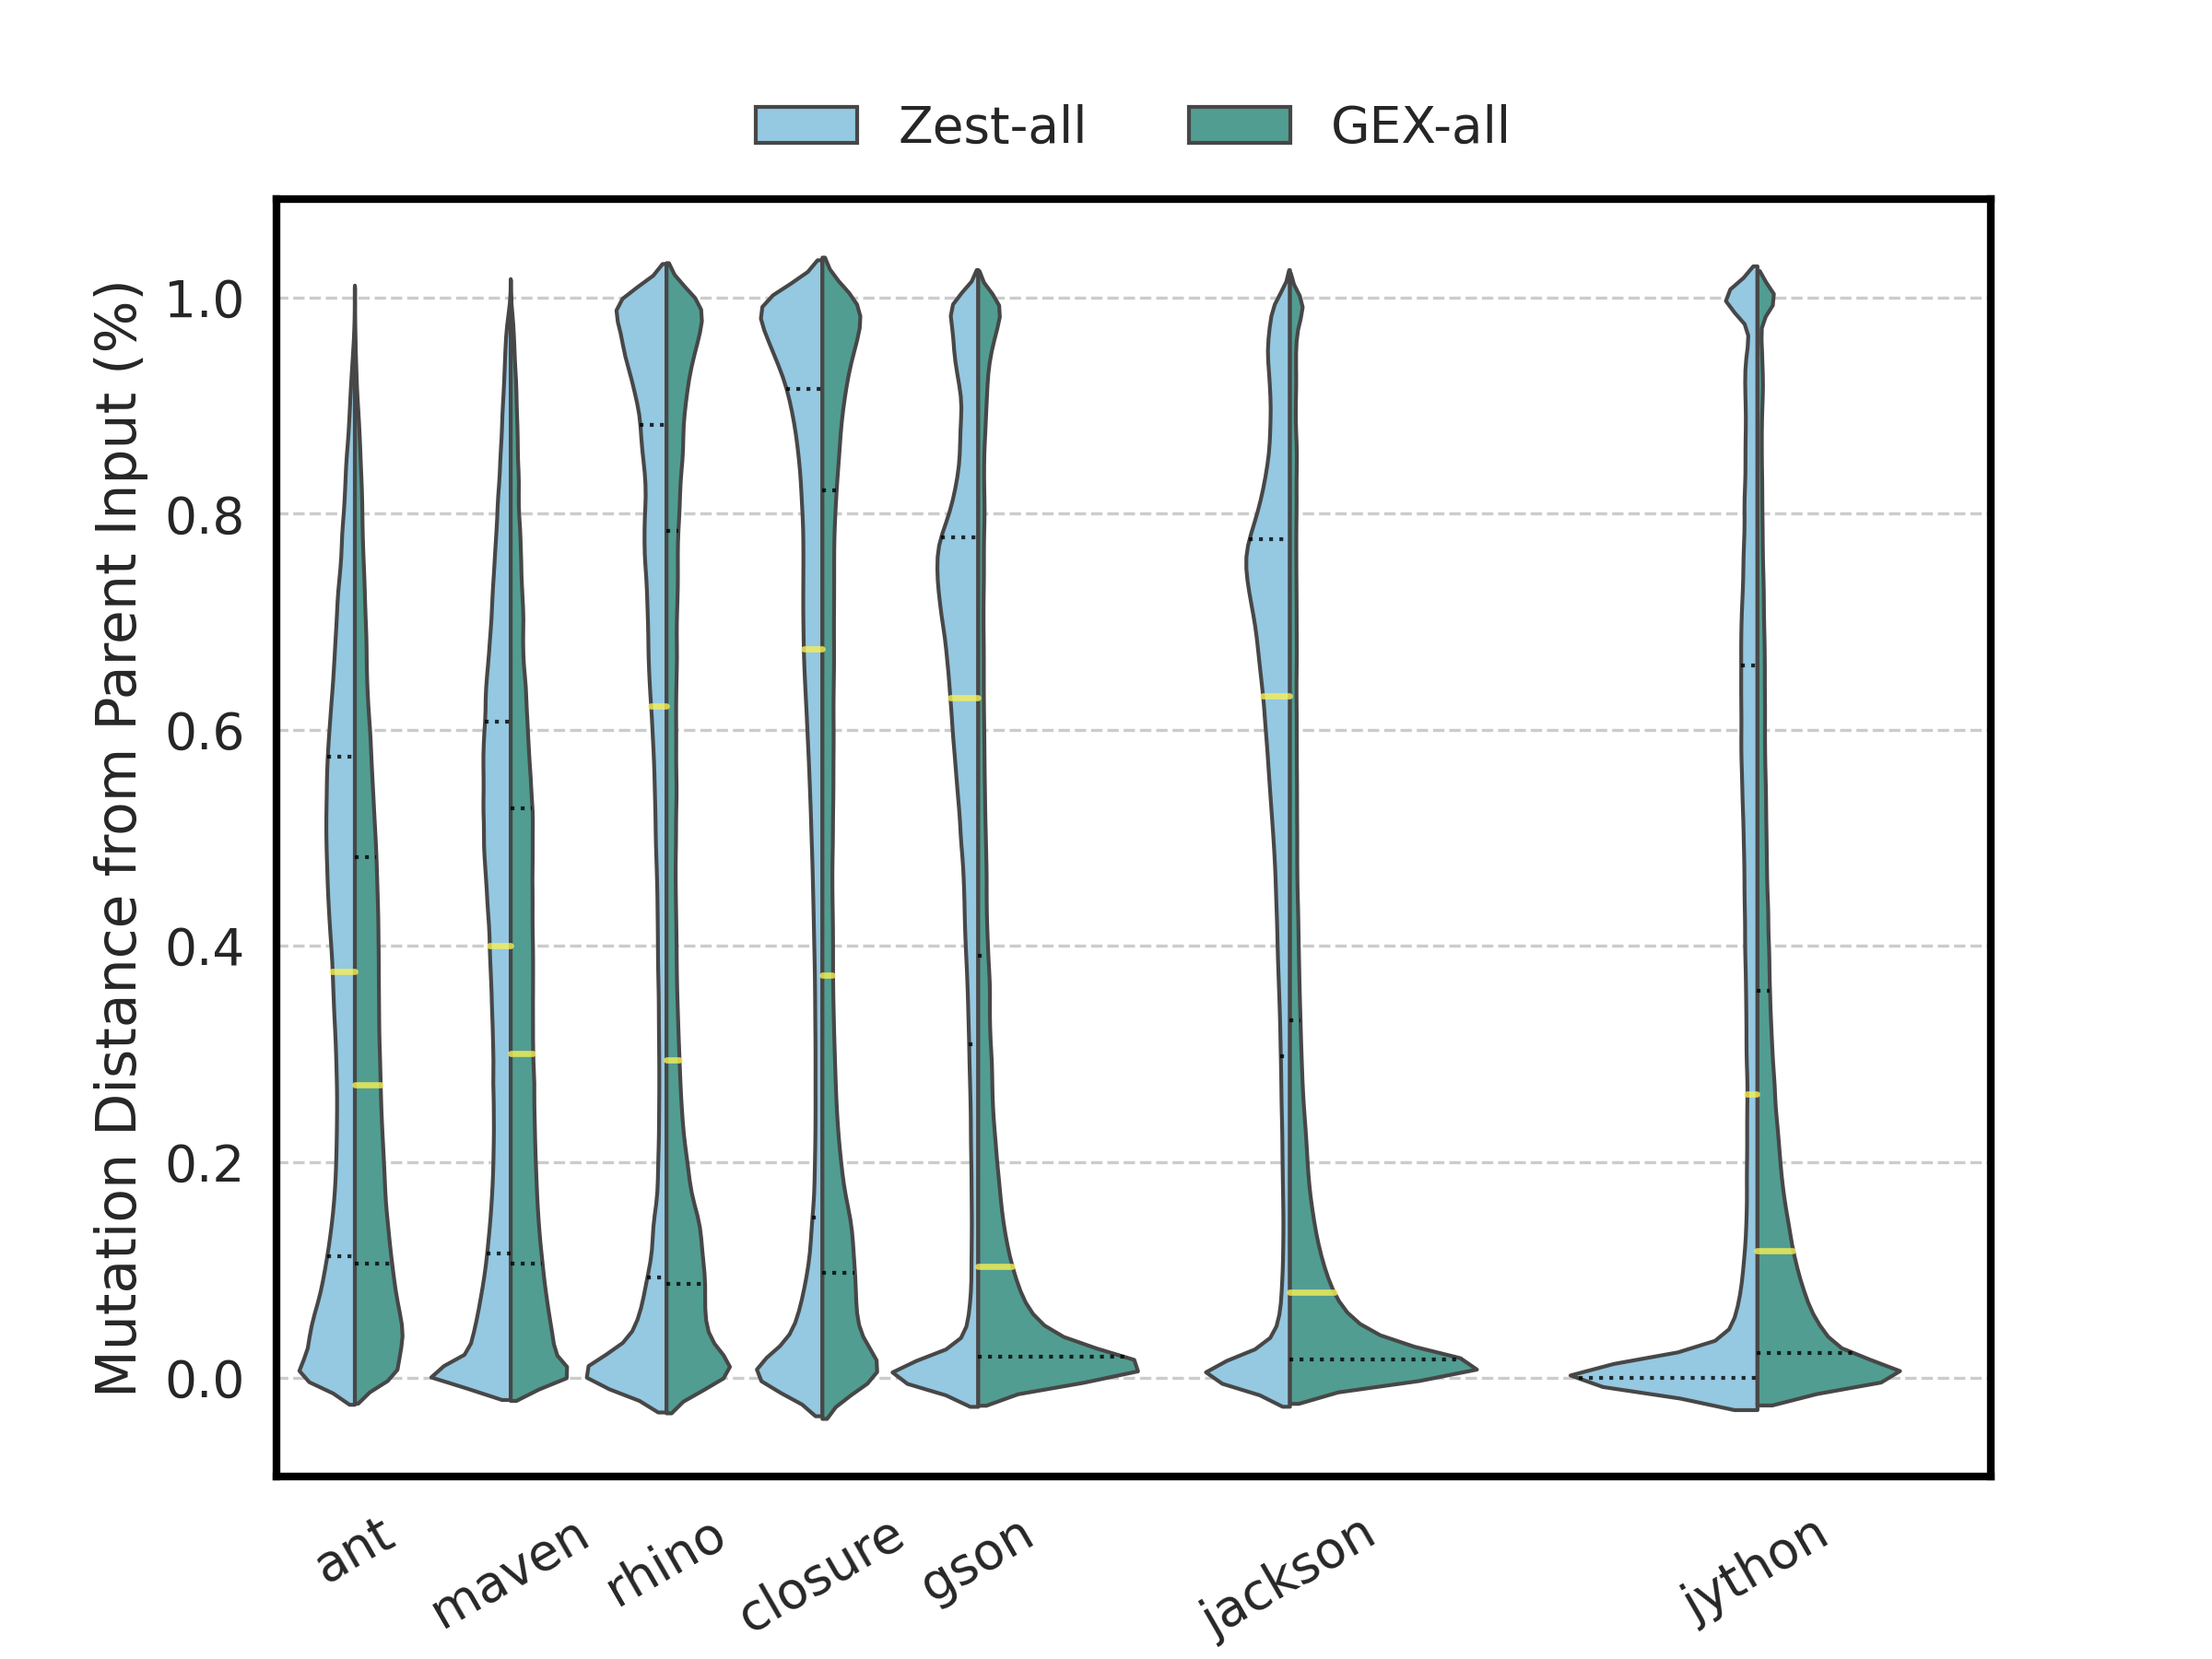 Zest-all
GEX-all
Mutation Distance from Parent Input (%)
1.0
0.8
0.6
0.4
0.2
0.0
ant
maven
rhino
closure
gson
jackson
jython